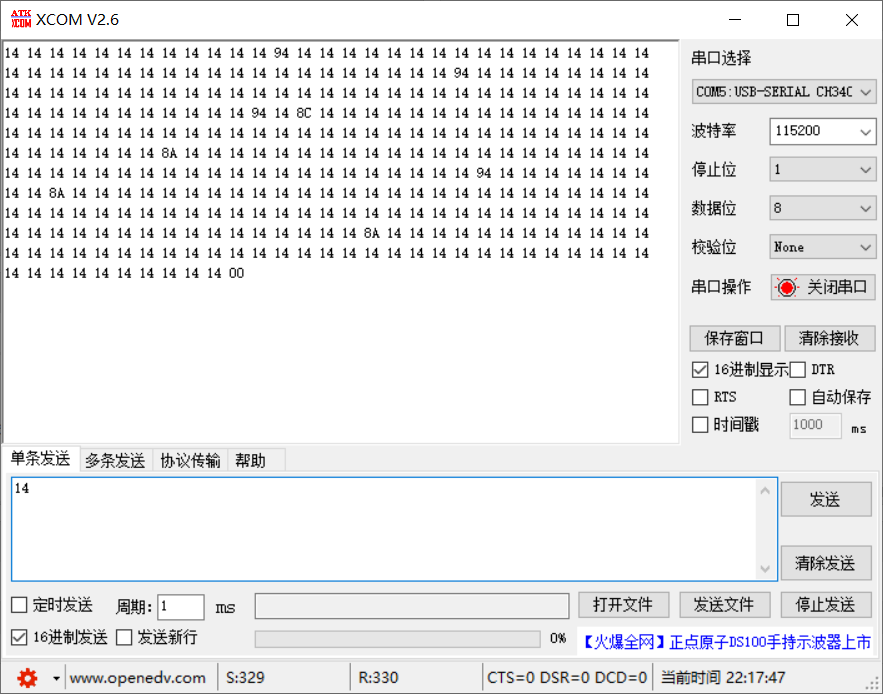 ATK XCOM XCOM V2.6
14 14 14 14 14 14 14 14 14 14 14 14 94 14 14 14 14 14 14 14 14 14 14 14 14 14 14 14 14
14 14 14 14 14 14 14 14 14 14 14 14 14 14 14 14 14 14 14 14 94 14 14 14 14 14 14 14 14
14 14 14 14 14 14 14 14 14 14 14 14 14 14 14 14 14 14 14 14 14 14 14 14 14 14 14 14 14
14 14 14 14 14 14 14 14 14 14 14 94 14 8C 14 14 14 14 14 14 14 14 14 14 14 14 14 14 14
14 14 14 14 14 14 14 14 14 14 14 14 14 14 14 14 14 14 14 14 14 14 14 14 14 14 14 14 14
14 14 14 14 14 14 14 8A 14 14 14 14 14 14 14 14 14 14 14 14 14 14 14 14 14 14 14 14 14
14 14 14 14 14 14 14 14 14 14 14 14 14 14 14 14 14 14 14 14 14 94 14 14 14 14 14 14 14
14 14 8A 14 14 14 14 14 14 14 14 14 14 14 14 14 14 14 14 14 14 14 14 14 14 14 14 14 14
14 14 14 14 14 14 14 14 14 14 14 14 14 14 14 14 14 14 14 14 14 14 14 14 14 14 14 14 14
14 14 14 14 14 14 14 14 14 14 14 14 14 14 14 14 8A 14 14 14 14 14 14 14 14 14 14 14 14
14 14 14 14 14 14 14 14 14 14 14 14 14 14 14 14 14 14 14 14 14 14 14 14 14 14 14 14 14
14 14 14 14 14 14 14 14 14 14 00
串口选择
COM5:USB-SERIAL CH34C
波特率 115200
停止位 1
数据位 8
校验位 None
串口操作 关闭串口
保存窗口 清除接收
16进制显示 DTR
RTS 自动保存
时间戳 1000 ms
单条发送 多条发送 协议传输 帮助
14
发送
清除发送
定时发送 周期: 1 ms 打开文件 发送文件 停止发送
16进制发送 发送新行 0% 【火爆全网】正点原子DS100手持示波器上市
www.openedv.com S:329 R:330 CTS=0 DSR=0 DCD=0 当前时间 22:17:47